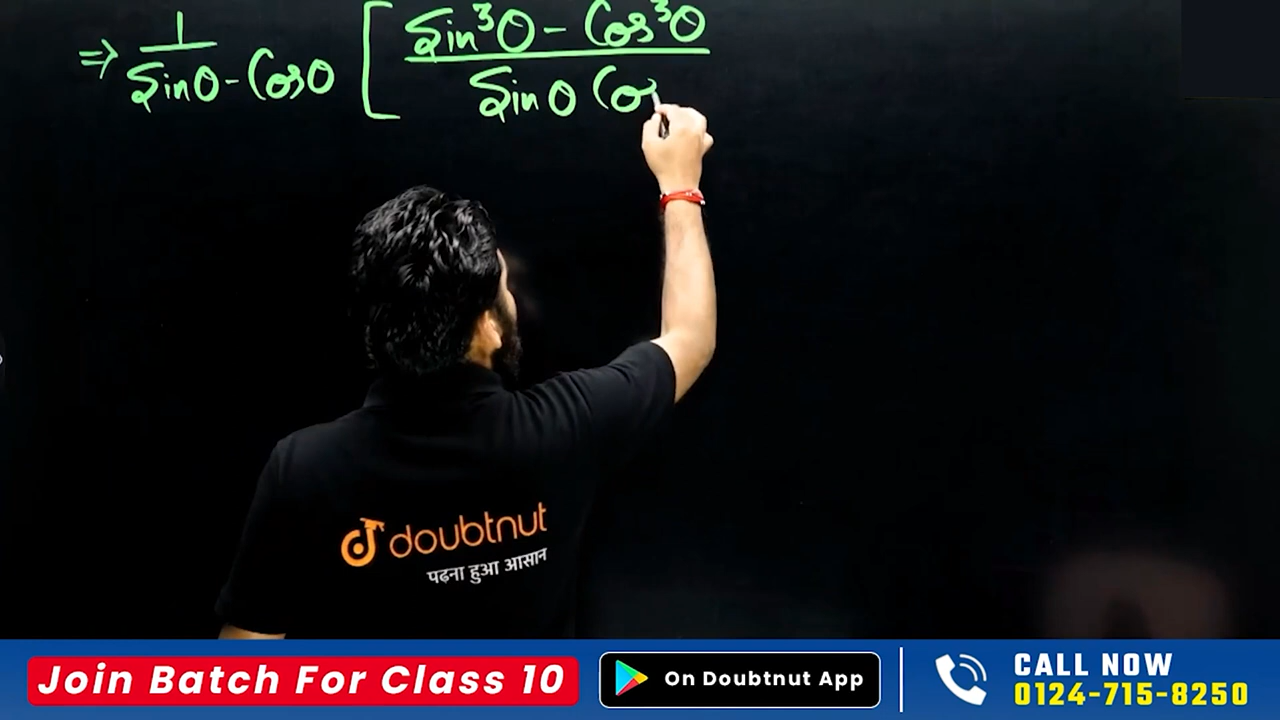 ⇒ 1/(Sinθ - Cosθ) [ (Sin³θ - Cos³θ)/(Sinθ Cos
doubtnut
पढ़ना हुआ आसान
Join Batch For Class 10
On Doubtnut App
CALL NOW
0124-715-8250